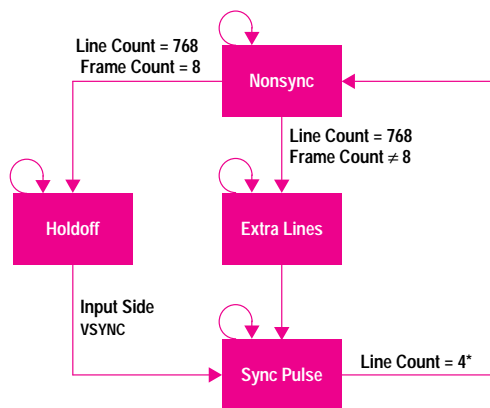 Line Count = 768
Frame Count = 8
Nonsync
Line Count = 768
Frame Count ≠ 8
Holdoff
Extra Lines
Input Side
VSYNC
Sync Pulse
Line Count = 4*